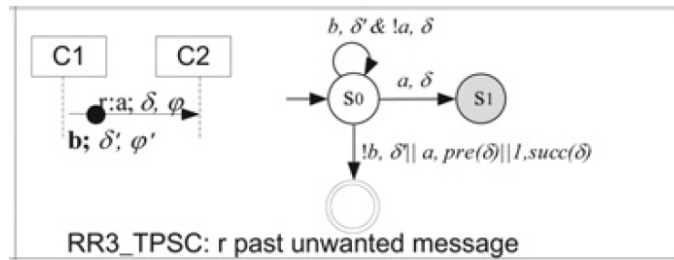 b, δ' & !a, δ
C1
C2
r:a; δ, φ
b; δ', φ'
S0
a, δ
S1
!b, δ'|| a, pre(δ)||1,succ(δ)
RR3_TPSC: r past unwanted message